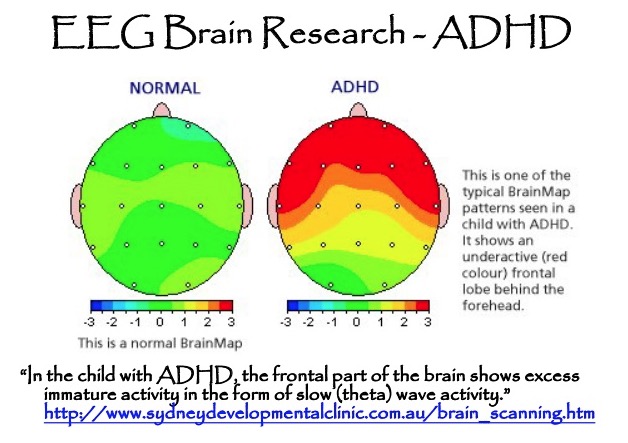 EEG Brain Research - ADHD
NORMAL
ADHD
This is one of the
typical BrainMap
patterns seen in a
child with ADHD.
It shows an
underactive (red
colour) frontal
lobe behind the
forehead.
-3 -2 -1 0 1 2 3
-3 -2 -1 0 1 2 3
This is a normal BrainMap
“In the child with ADHD, the frontal part of the brain shows excess
immature activity in the form of slow (theta) wave activity.”
http://www.sydneydevelopmentalclinic.com.au/brain_scanning.htm